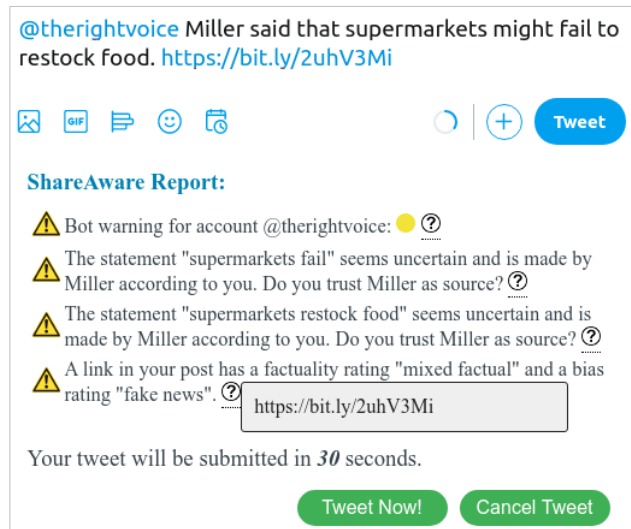 @therightvoice Miller said that supermarkets might fail to
restock food. https://bit.ly/2uhV3Mi
GIF
Tweet
ShareAware Report:
Bot warning for account @therightvoice: ?
The statement "supermarkets fail" seems uncertain and is made by
Miller according to you. Do you trust Miller as source? ?
The statement "supermarkets restock food" seems uncertain and is
made by Miller according to you. Do you trust Miller as source? ?
A link in your post has a factuality rating "mixed factual" and a bias
rating "fake news". ?
https://bit.ly/2uhV3Mi
Your tweet will be submitted in 30 seconds.
Tweet Now! Cancel Tweet